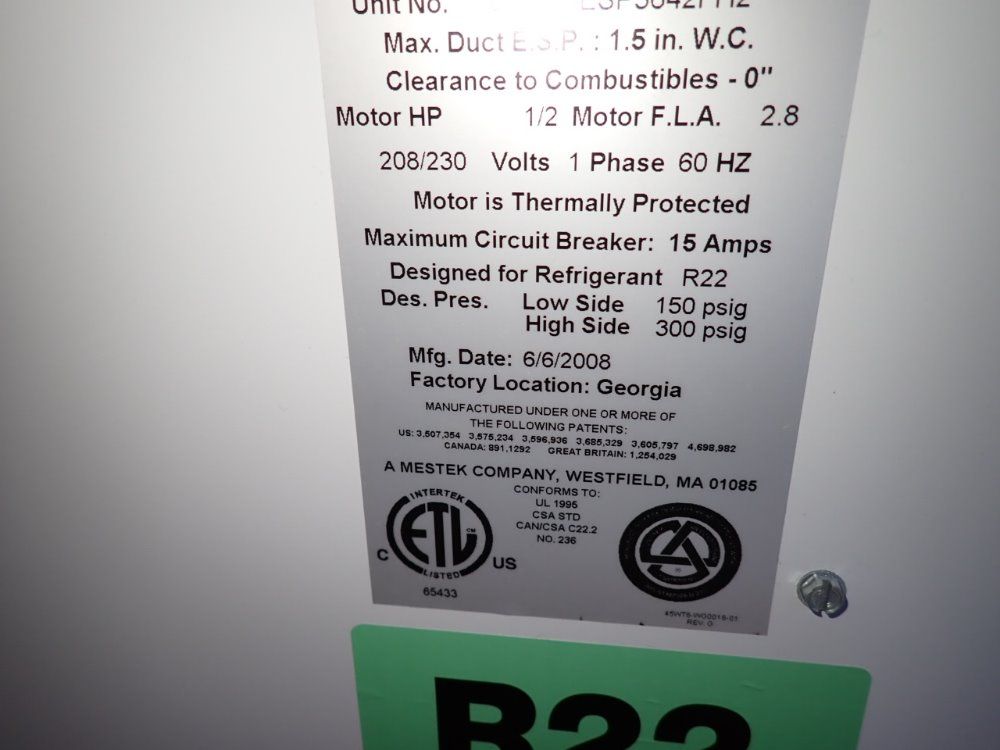 Unit No.
Max. Duct E.S.P. : 1.5 in. W.C.
Clearance to Combustibles - 0"
Motor HP 1/2 Motor F.L.A. 2.8
208/230 Volts 1 Phase 60 HZ
Motor is Thermally Protected
Maximum Circuit Breaker: 15 Amps
Designed for Refrigerant R22
Des. Pres. Low Side 150 psig
High Side 300 psig
Mfg. Date: 6/6/2008
Factory Location: Georgia
MANUFACTURED UNDER ONE OR MORE OF
THE FOLLOWING PATENTS:
US: 3,507,354 3,575,234 3,596,936 3,685,329 3,605,797 4,698,982
CANADA: 891,1292 GREAT BRITAIN: 1,254,029
A MESTEK COMPANY, WESTFIELD, MA 01085
CONFORMS TO:
UL 1995
CSA STD
CAN/CSA C22.2
NO. 236
INTERTEK
ETL CM
C US
LISTED
65433
REV. G
R22